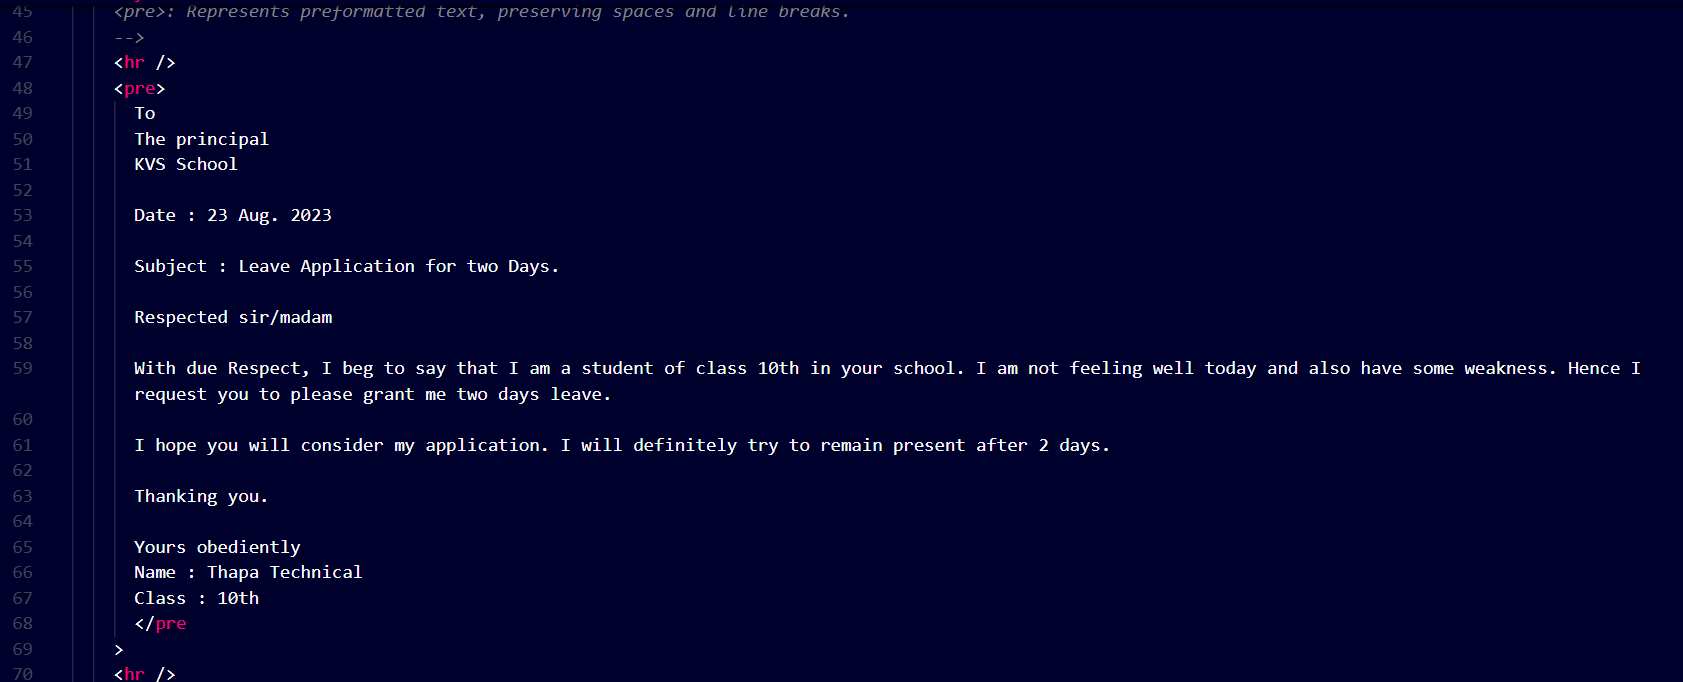 45 <pre>: Represents preformatted text, preserving spaces and line breaks.
46 -->
47 <hr />
48 <pre>
49 To
50 The principal
51 KVS School
52
53 Date : 23 Aug. 2023
54
55 Subject : Leave Application for two Days.
56
57 Respected sir/madam
58
59 With due Respect, I beg to say that I am a student of class 10th in your school. I am not feeling well today and also have some weakness. Hence I
request you to please grant me two days leave.
60
61 I hope you will consider my application. I will definitely try to remain present after 2 days.
62
63 Thanking you.
64
65 Yours obediently
66 Name : Thapa Technical
67 Class : 10th
68 </pre
69 >
70 <hr />